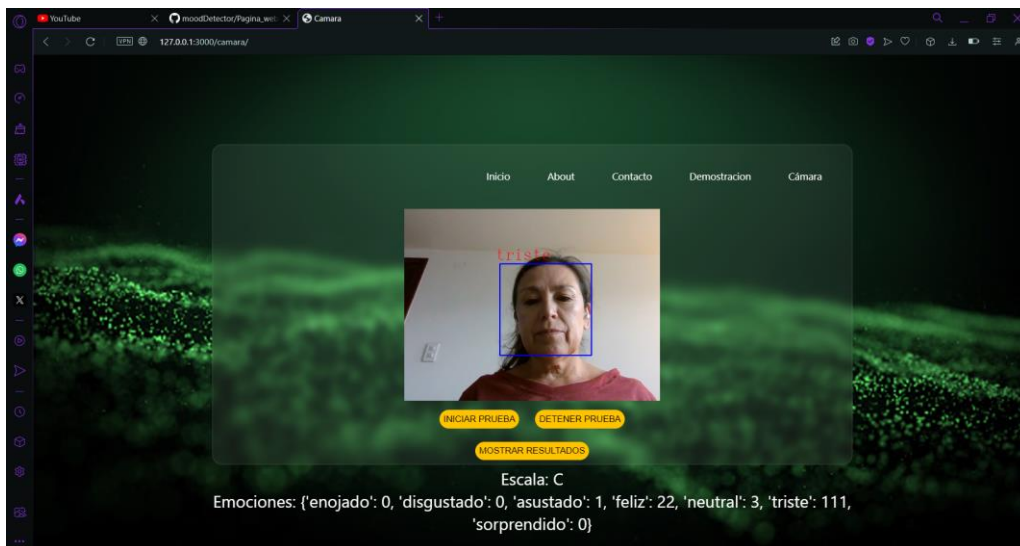 YouTube
moodDetector/Pagina_wet
Camara
VPN
127.0.0.1:3000/camara/
Inicio About Contacto Demostracion Cámara
triste
INICIAR PRUEBA DETENER PRUEBA
MOSTRAR RESULTADOS
Escala: C
Emociones: {'enojado': 0, 'disgustado': 0, 'asustado': 1, 'feliz': 22, 'neutral': 3, 'triste': 111,
'sorprendido': 0}